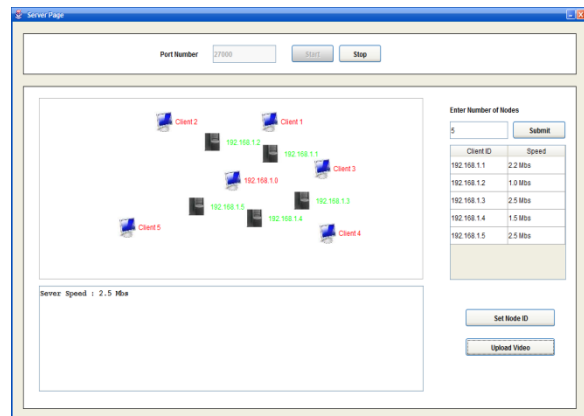 Server Page
Port Number 27000 Start Stop
Enter Number of Nodes
5 Submit
Client ID Speed
192.168.1.1 2.2 Mbs
192.168.1.2 1.0 Mbs
192.168.1.3 2.5 Mbs
192.168.1.4 1.5 Mbs
192.168.1.5 2.5 Mbs
Client 2
Client 1
192.168.1.2
192.168.1.1
Client 3
192.168.1.0
192.168.1.3
192.168.1.5
192.168.1.4
Client 5
Client 4
Sever Speed : 2.5 Mbs
Set Node ID
Upload Video